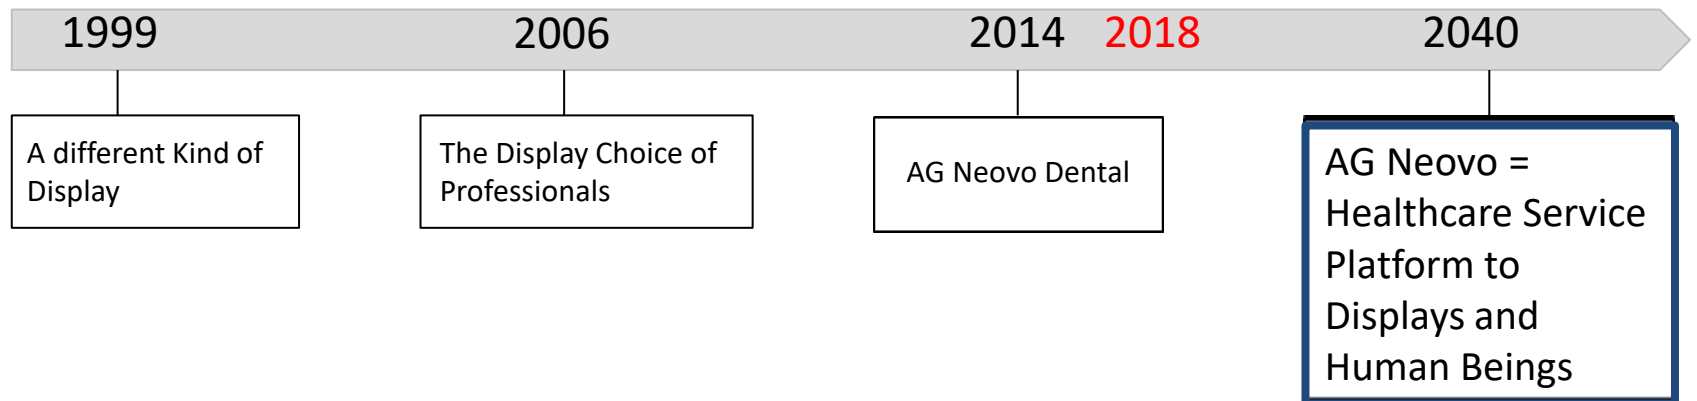 1999 2006 2014 2018 2040
A different Kind of
Display
The Display Choice of
Professionals
AG Neovo Dental
AG Neovo =
Healthcare Service
Platform to
Displays and
Human Beings